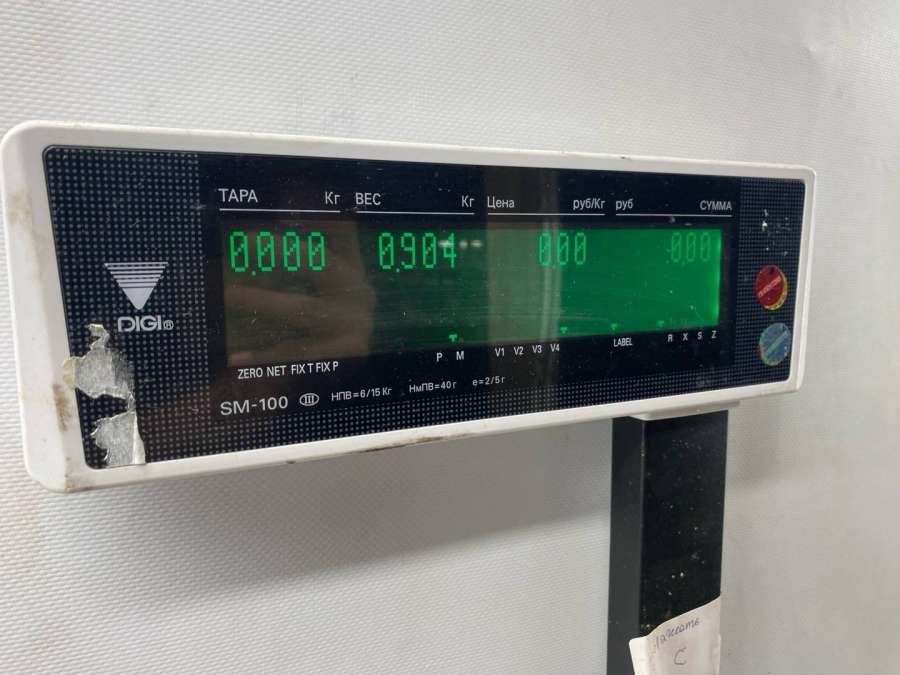 ТАРА Кг ВЕС Кг Цена руб/Кг руб СУММА
0.000 0.904 0.00 0.00
DIGI®
P M V1 V2 V3 V4 LABEL R X S Z
ZERO NET FIX T FIX P
SM-100 III НПВ=6/15 Кг НмПВ=40 г e=2/5 г
С